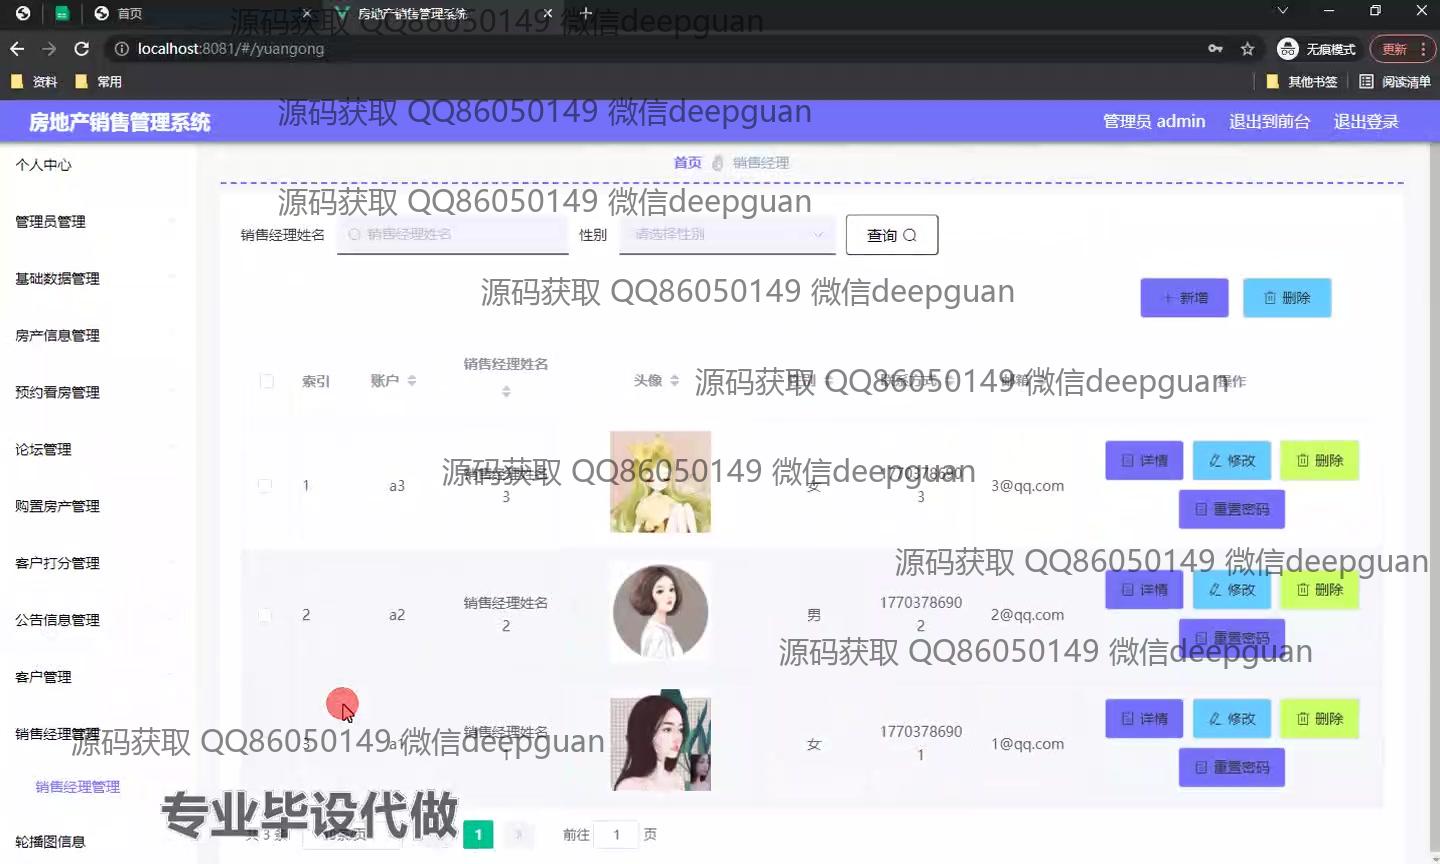 首页
房地产销售管理系统
源码获取 QQ86050149 微信deepguan
localhost:8081/#/yuangong
无痕模式
更新
资料
常用
其他书签
阅读清单
房地产销售管理系统
源码获取 QQ86050149 微信deepguan
管理员 admin
退出到前台
退出登录
个人中心
管理员管理
基础数据管理
房产信息管理
预约看房管理
论坛管理
购置房产管理
客户打分管理
公告信息管理
客户管理
销售经理管理
销售经理管理
轮播图信息
首页
销售经理
源码获取 QQ86050149 微信deepguan
销售经理姓名
销售经理姓名
性别
请选择性别
查询
源码获取 QQ86050149 微信deepguan
新增
删除
索引
账户
销售经理姓名
头像
源码获取 QQ86050149 微信deepguan
操作
1
a3
销售经理姓名
3
源码获取 QQ86050149 微信deepguan
女
1770378690
3
3@qq.com
详情
修改
删除
重置密码
源码获取 QQ86050149 微信deepguan
2
a2
销售经理姓名
2
男
1770378690
2
2@qq.com
详情
修改
删除
重置密码
源码获取 QQ86050149 微信deepguan
3
a1
销售经理姓名
1
女
1770378690
1
1@qq.com
详情
修改
删除
重置密码
源码获取 QQ86050149 微信deepguan
专业毕设代做
共 3 条
1
前往
1
页